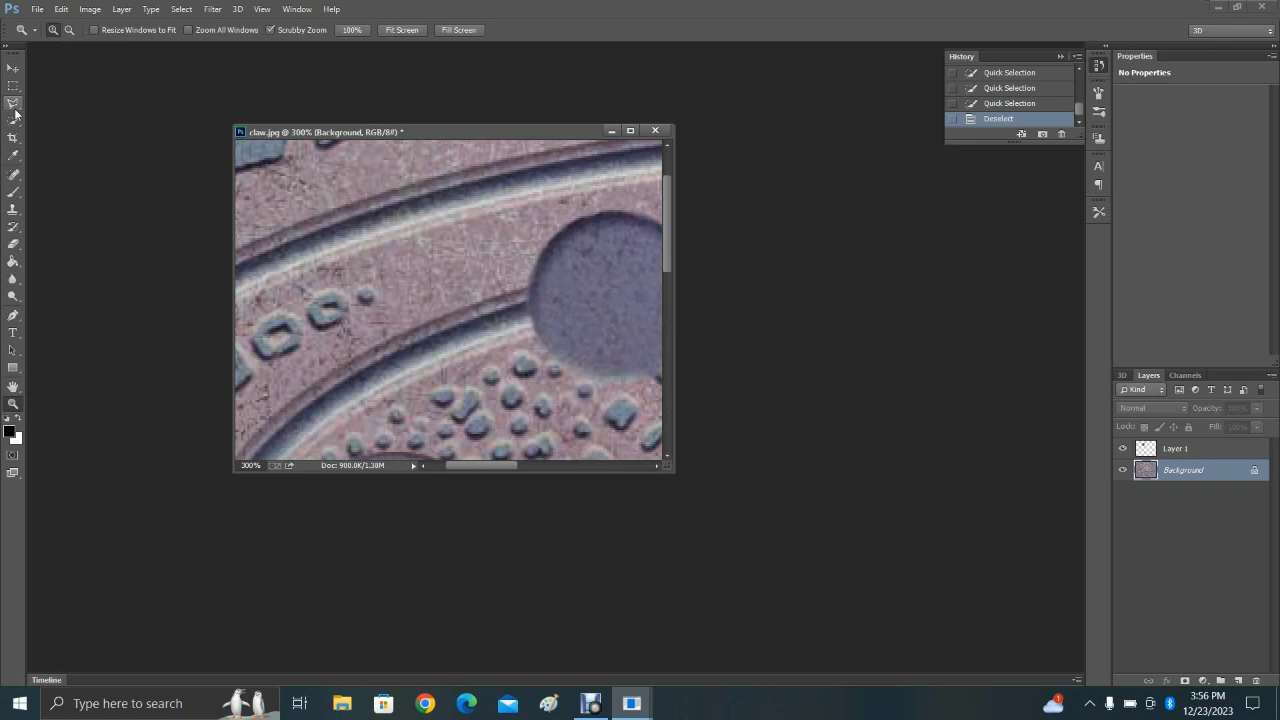 Ps File Edit Image Layer Type Select Filter 3D View Window Help
Resize Windows to Fit Zoom All Windows Scrubby Zoom 100% Fit Screen Fill Screen 3D
History
Quick Selection
Quick Selection
Quick Selection
Deselect
Properties
No Properties
claw.jpg @ 300% (Background, RGB/8#) *
300% Doc: 900.0K/1.38M
3D Layers Channels
Kind
Normal Opacity: 100%
Lock: Fill: 100%
Layer 1
Background
Timeline
Type here to search
3:56 PM
12/23/2023